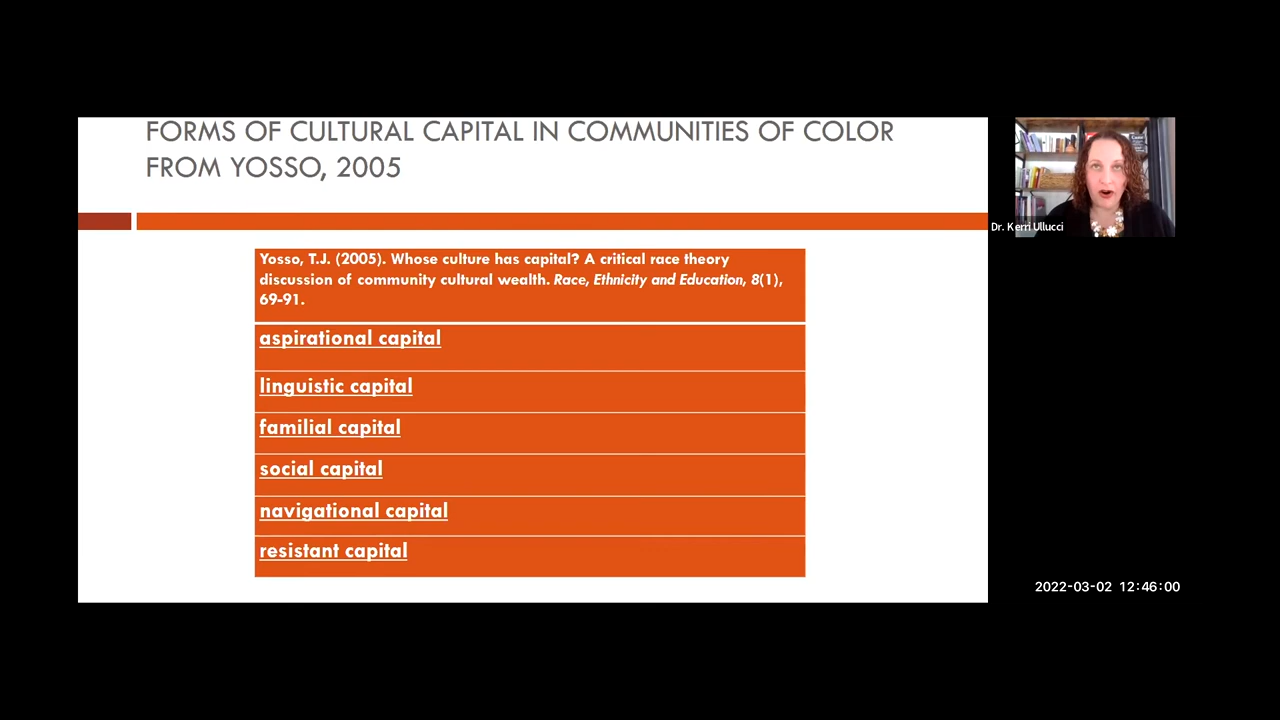 FORMS OF CULTURAL CAPITAL IN COMMUNITIES OF COLOR
FROM YOSSO, 2005
Yosso, T.J. (2005). Whose culture has capital? A critical race theory
discussion of community cultural wealth. Race, Ethnicity and Education, 8(1),
69-91.
aspirational capital
linguistic capital
familial capital
social capital
navigational capital
resistant capital
Dr. Kerri Ullucci
2022-03-02 12:46:00